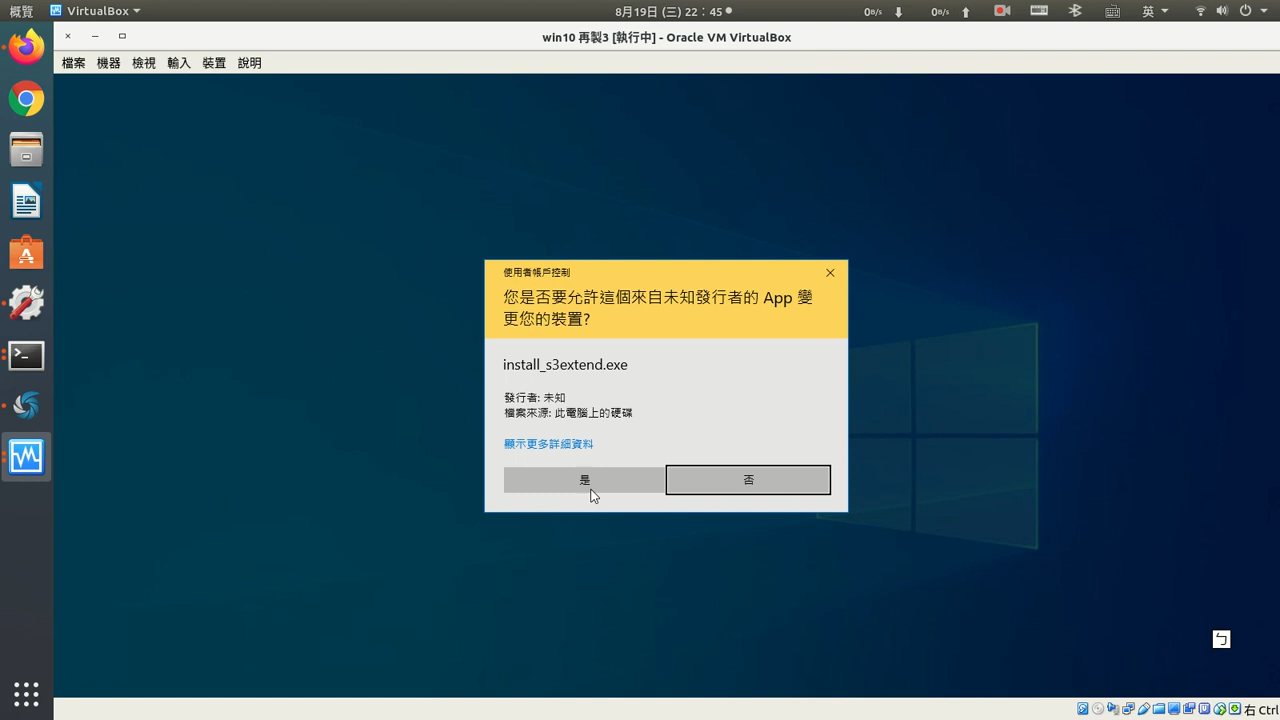 概覽 VirtualBox 8月19日 (三) 22:45 0B/s 0B/s 英
win10 再製3 [執行中] - Oracle VM VirtualBox
檔案 機器 檢視 輸入 裝置 說明
使用者帳戶控制
您是否要允許這個來自未知發行者的 App 變
更您的裝置?
install_s3extend.exe
發行者: 未知
檔案來源: 此電腦上的硬碟
顯示更多詳細資料
是 否
ㄅ
右 Ctrl